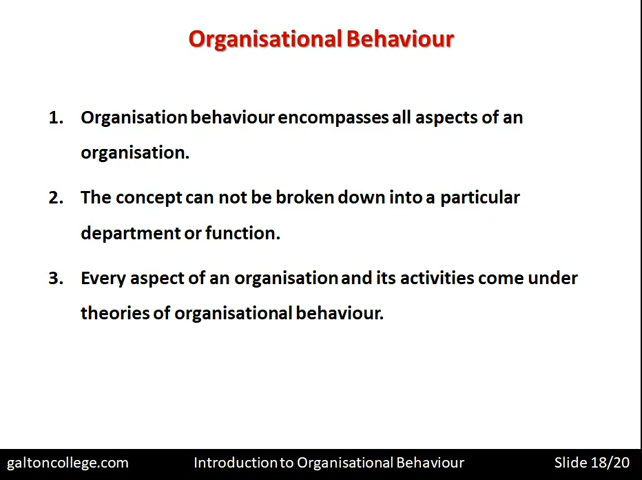 Organisational Behaviour
1. Organisation behaviour encompasses all aspects of an
organisation.
2. The concept can not be broken down into a particular
department or function.
3. Every aspect of an organisation and its activities come under
theories of organisational behaviour.
galtoncollege.com Introduction to Organisational Behaviour Slide 18/20